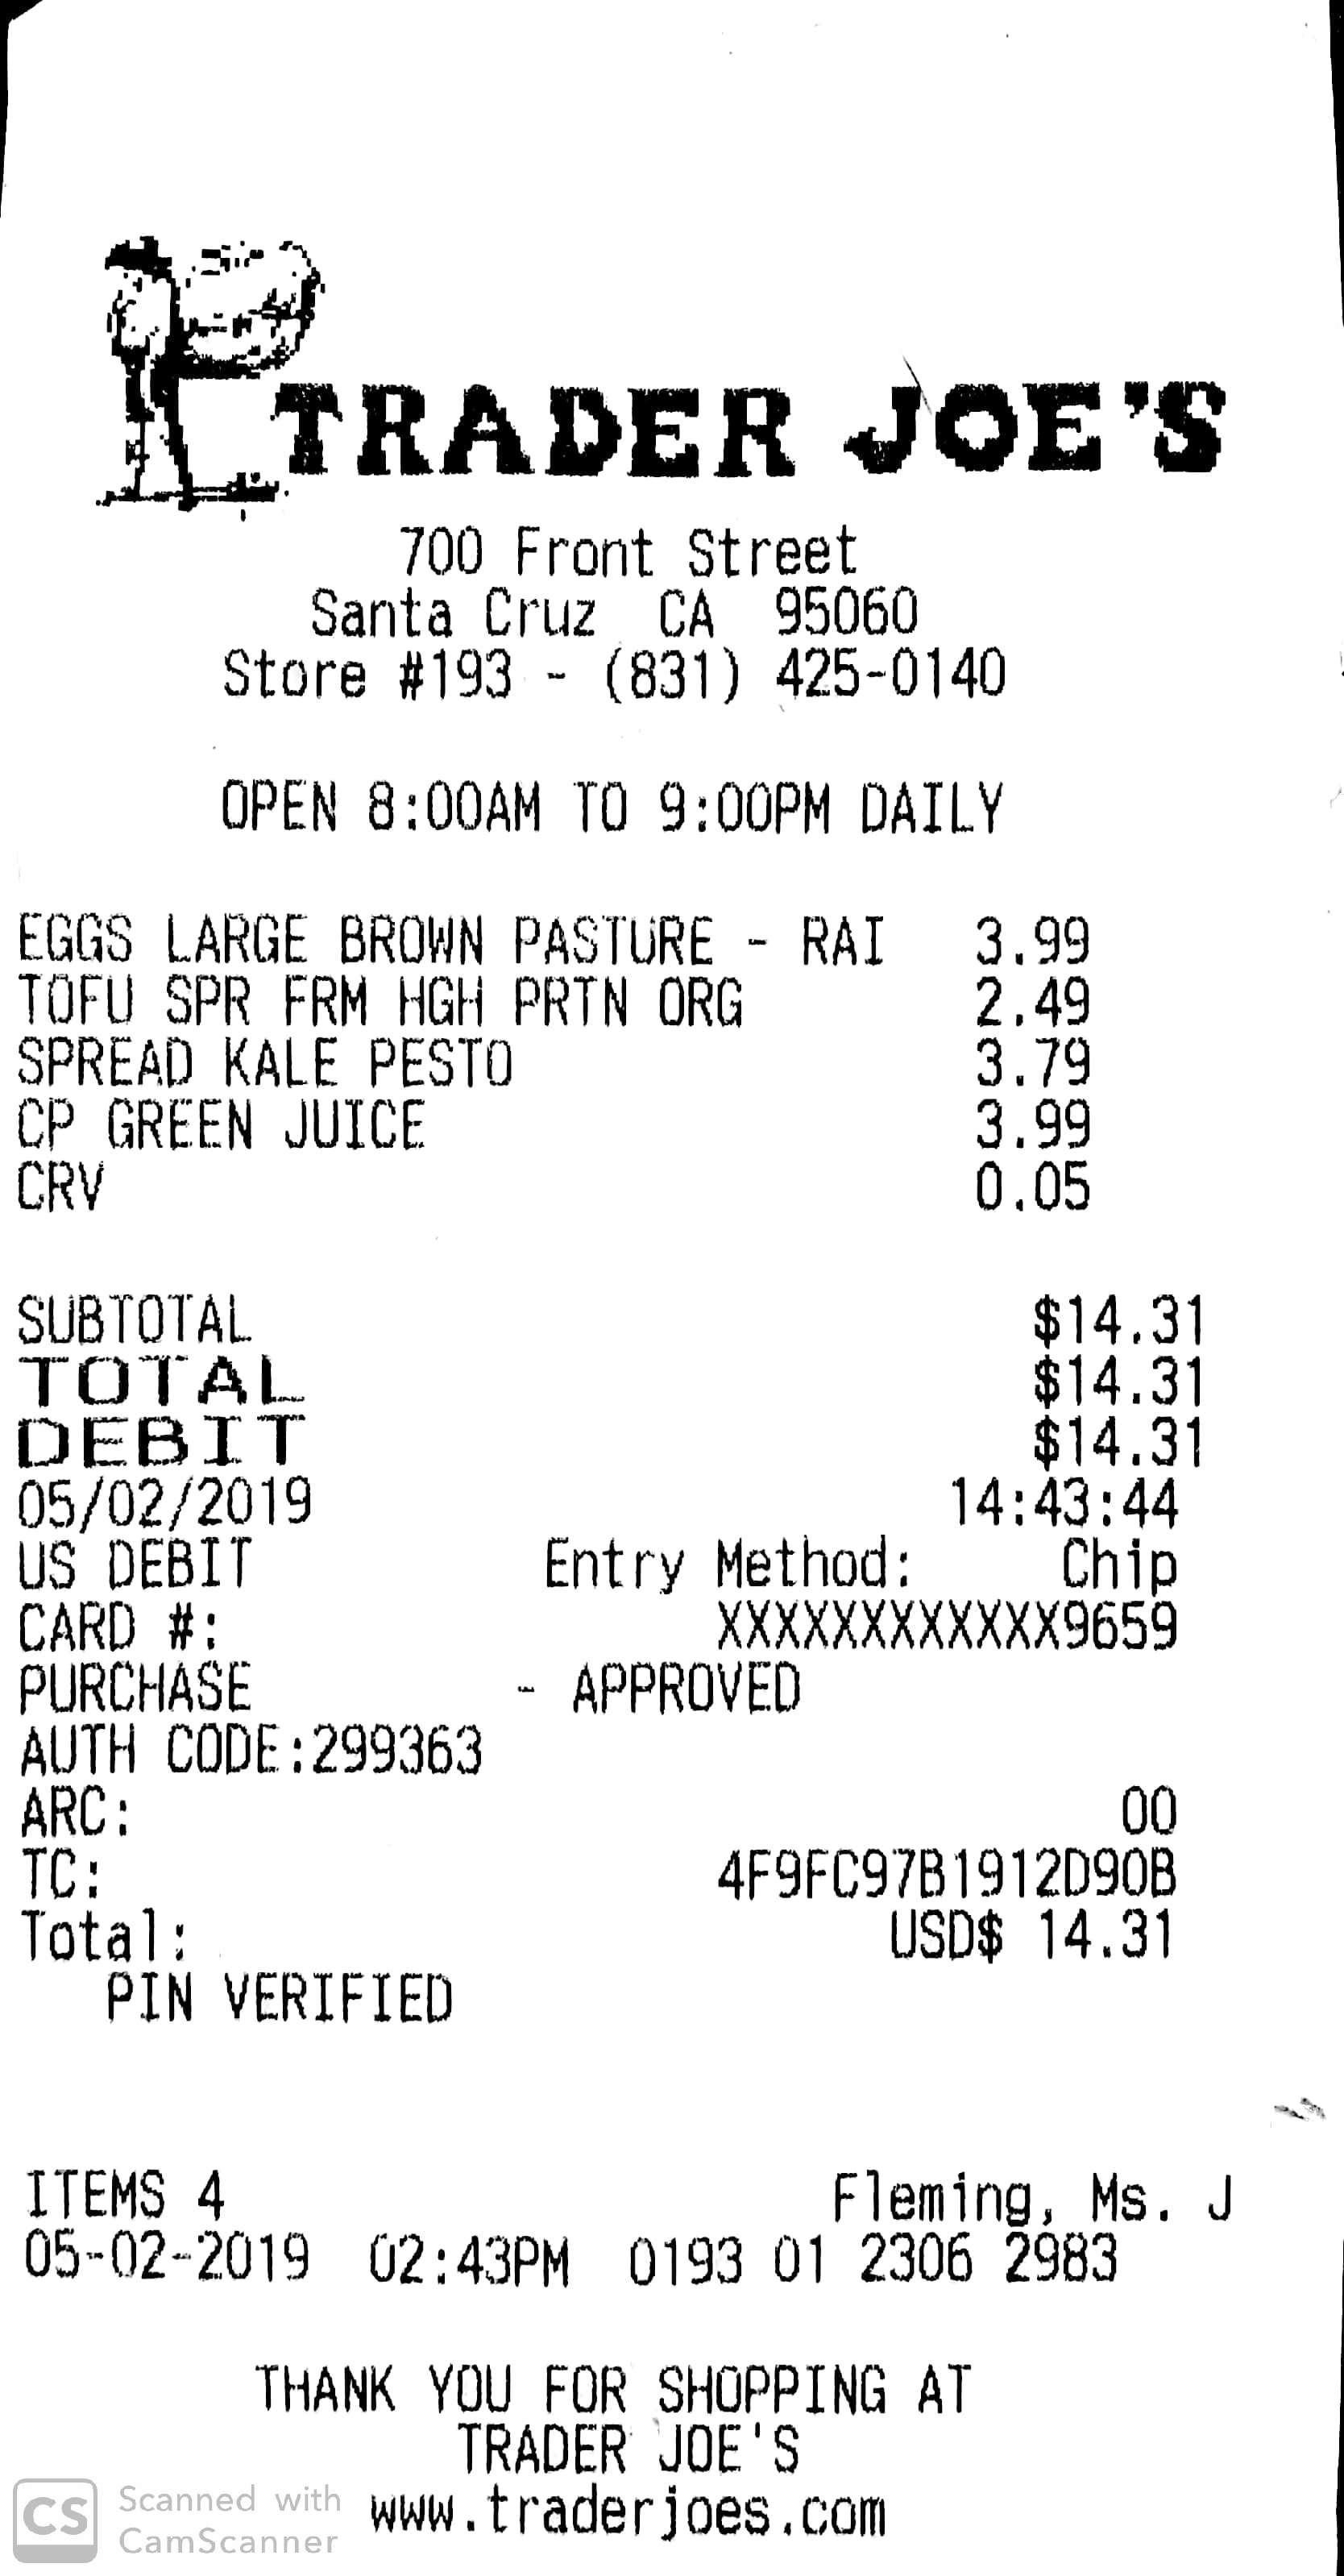 TRADER JOE'S
700 Front Street
Santa Cruz CA 95060
Store #193 - (831) 425-0140
OPEN 8:00AM TO 9:00PM DAILY
EGGS LARGE BROWN PASTURE - RAI 3.99
TOFU SPR FRM HGH PRTN ORG 2.49
SPREAD KALE PESTO 3.79
CP GREEN JUICE 3.99
CRV 0.05
SUBTOTAL $14.31
TOTAL $14.31
DEBIT $14.31
05/02/2019 14:43:44
US DEBIT Entry Method: Chip
CARD #: XXXXXXXXXXXX9659
PURCHASE - APPROVED
AUTH CODE:299363
ARC: 00
TC: 4F9FC97B1912D90B
Total: USD$ 14.31
PIN VERIFIED
ITEMS 4 Fleming, Ms. J
05-02-2019 02:43PM 0193 01 2306 2983
THANK YOU FOR SHOPPING AT
TRADER JOE'S
www.traderjoes.com
CS Scanned with
CamScanner